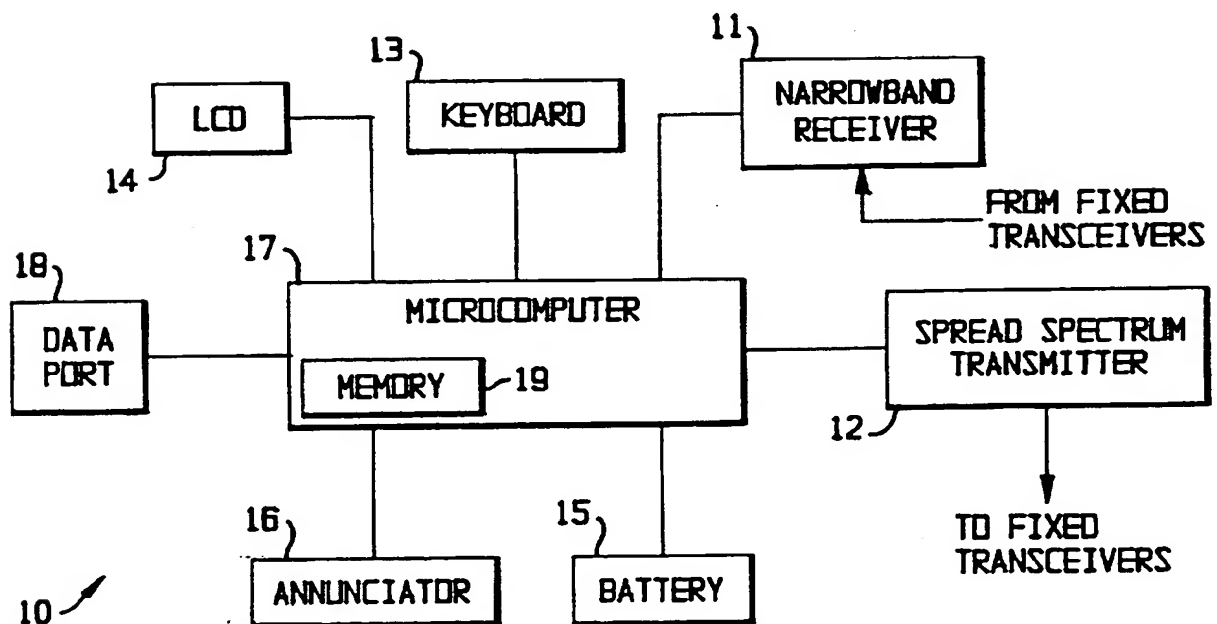 13
11
LCD
KEYBOARD
NARROWBAND
RECEIVER
14
FROM FIXED
TRANSCEIVERS
18
17
DATA
PORT
MICROCOMPUTER
MEMORY
19
SPREAD SPECTRUM
TRANSMITTER
12
16
15
TO FIXED
TRANSCEIVERS
ANNUNCIATOR
BATTERY
10